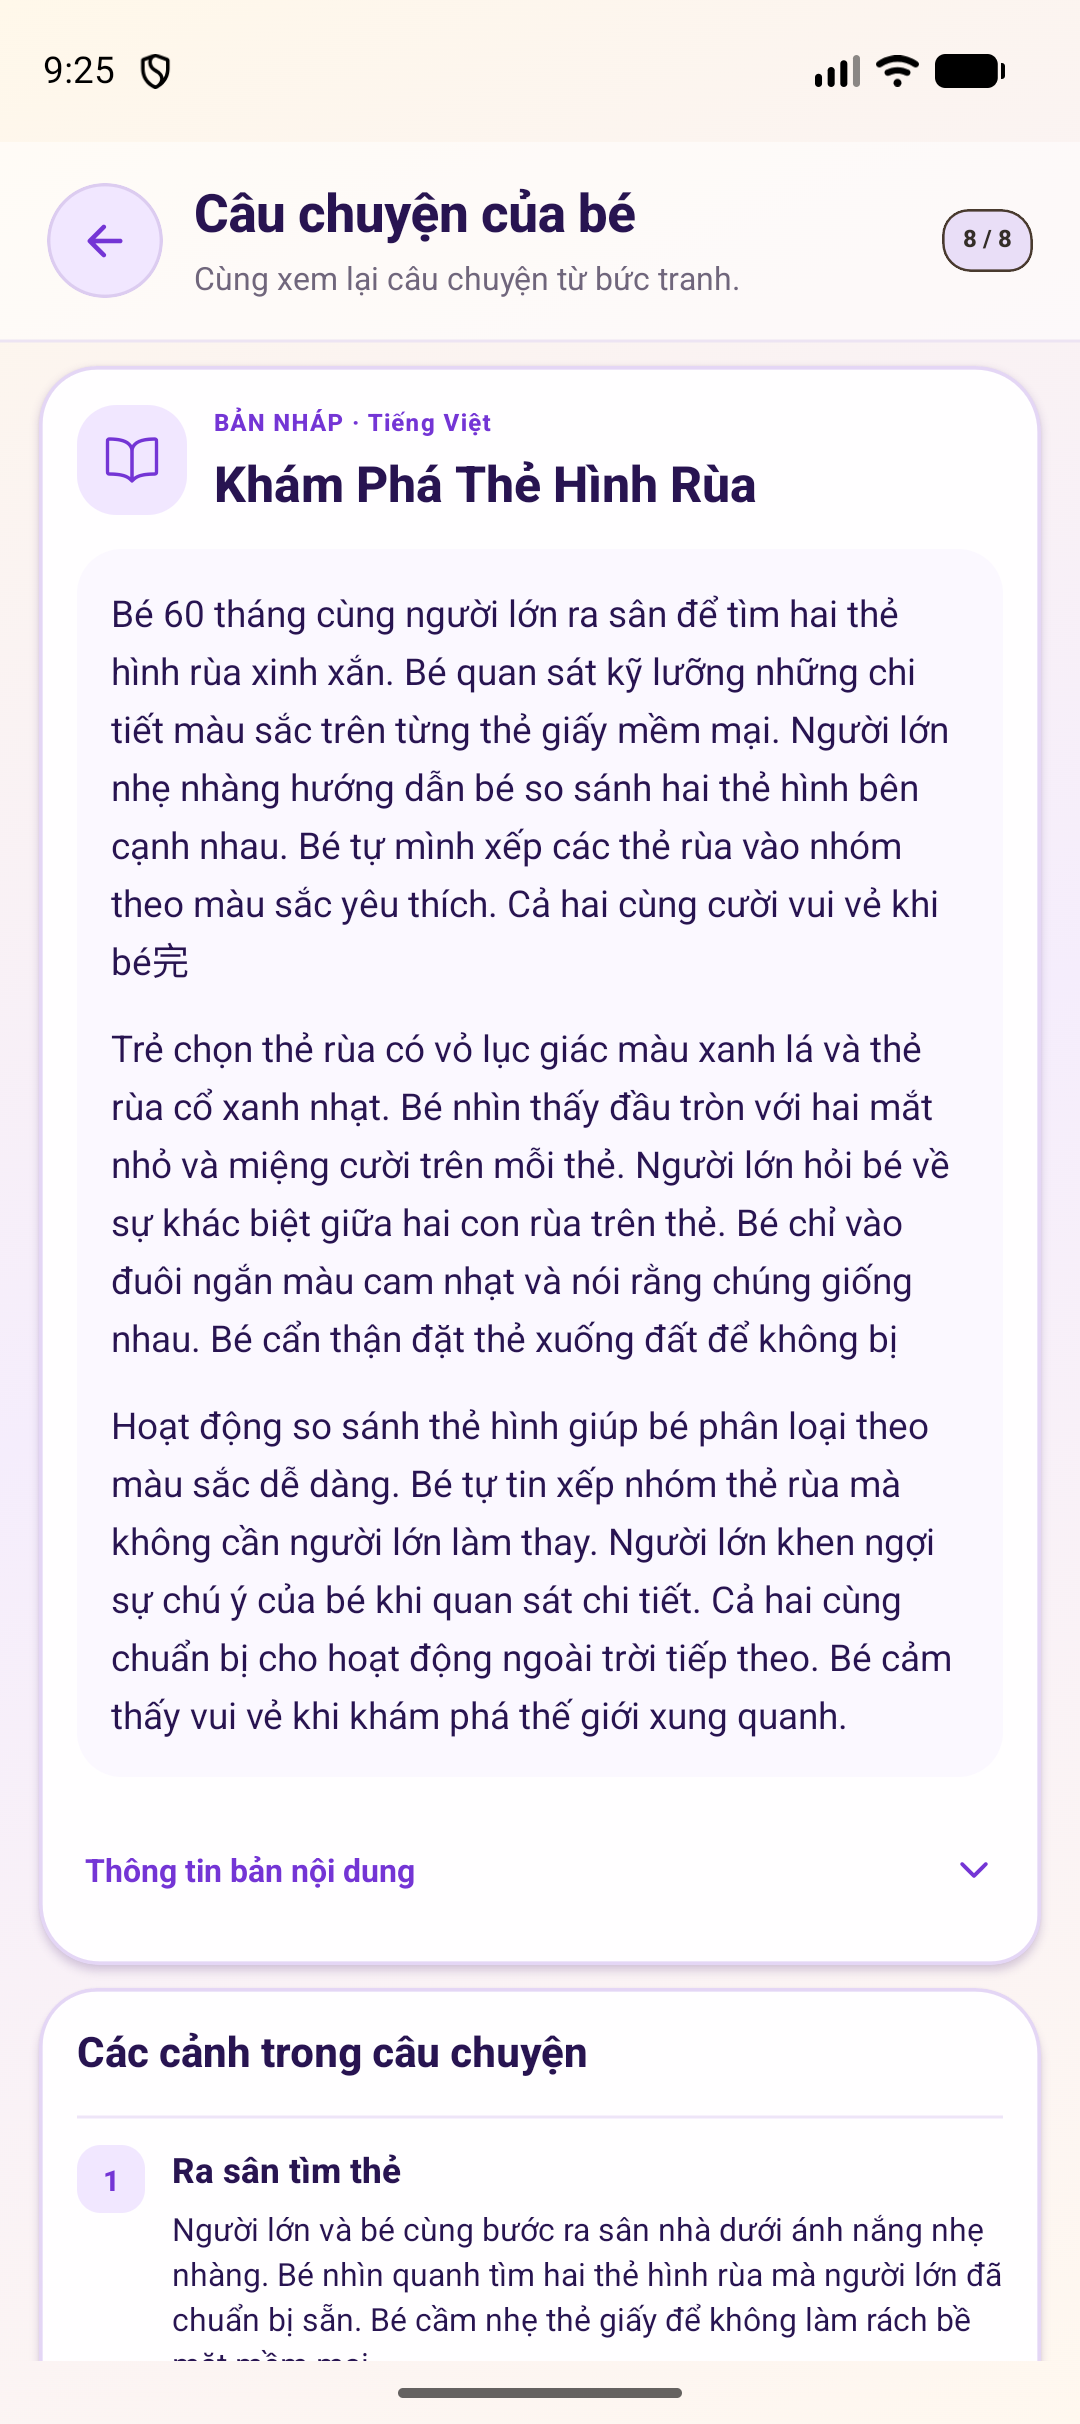 9:25
Câu chuyện của bé
Cùng xem lại câu chuyện từ bức tranh.
8 / 8
BẢN NHÁP · Tiếng Việt
Khám Phá Thẻ Hình Rùa
Bé 60 tháng cùng người lớn ra sân để tìm hai thẻ
hình rùa xinh xắn. Bé quan sát kỹ lưỡng những chi
tiết màu sắc trên từng thẻ giấy mềm mại. Người lớn
nhẹ nhàng hướng dẫn bé so sánh hai thẻ hình bên
cạnh nhau. Bé tự mình xếp các thẻ rùa vào nhóm
theo màu sắc yêu thích. Cả hai cùng cười vui vẻ khi
bé完
Trẻ chọn thẻ rùa có vỏ lục giác màu xanh lá và thẻ
rùa cổ xanh nhạt. Bé nhìn thấy đầu tròn với hai mắt
nhỏ và miệng cười trên mỗi thẻ. Người lớn hỏi bé về
sự khác biệt giữa hai con rùa trên thẻ. Bé chỉ vào
đuôi ngắn màu cam nhạt và nói rằng chúng giống
nhau. Bé cẩn thận đặt thẻ xuống đất để không bị
Hoạt động so sánh thẻ hình giúp bé phân loại theo
màu sắc dễ dàng. Bé tự tin xếp nhóm thẻ rùa mà
không cần người lớn làm thay. Người lớn khen ngợi
sự chú ý của bé khi quan sát chi tiết. Cả hai cùng
chuẩn bị cho hoạt động ngoài trời tiếp theo. Bé cảm
thấy vui vẻ khi khám phá thế giới xung quanh.
Thông tin bản nội dung
Các cảnh trong câu chuyện
1
Ra sân tìm thẻ
Người lớn và bé cùng bước ra sân nhà dưới ánh nắng nhẹ
nhàng. Bé nhìn quanh tìm hai thẻ hình rùa mà người lớn đã
chuẩn bị sẵn. Bé cầm nhẹ thẻ giấy để không làm rách bề